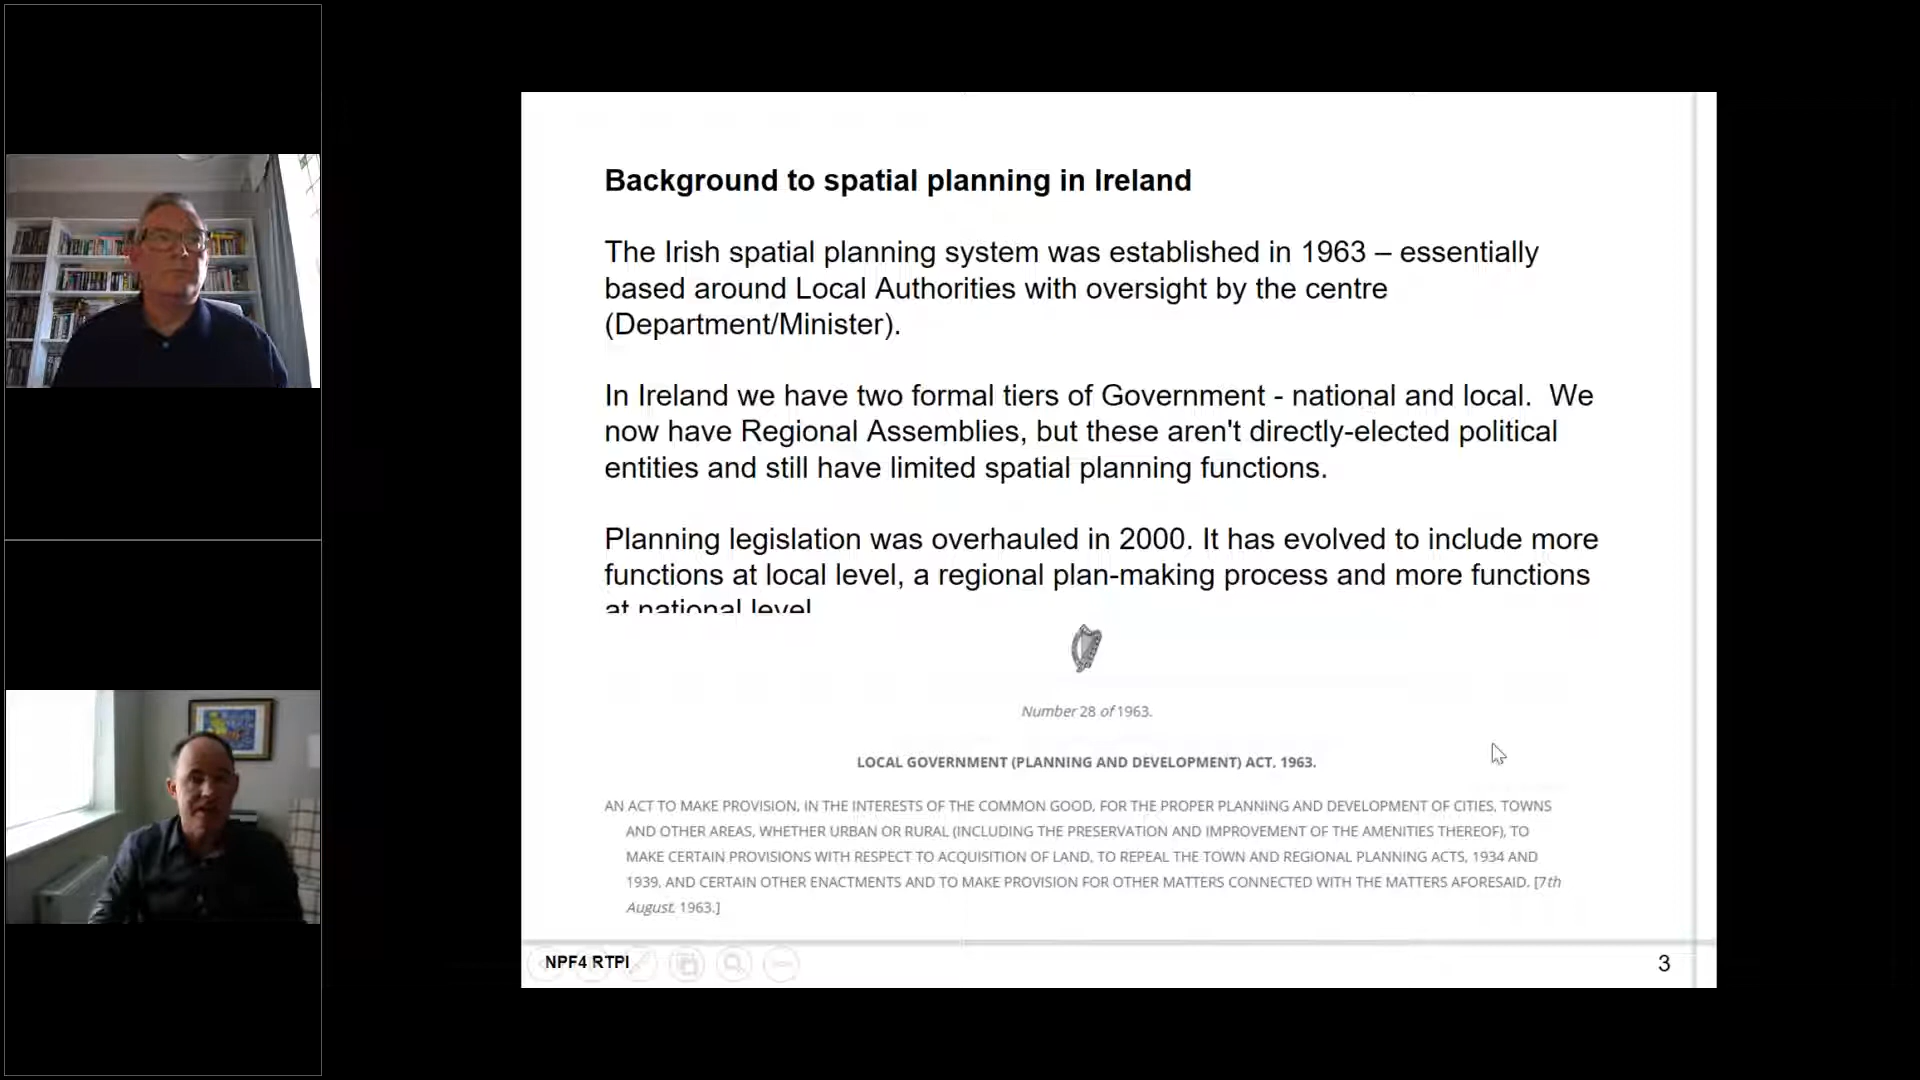 Background to spatial planning in Ireland
The Irish spatial planning system was established in 1963 – essentially
based around Local Authorities with oversight by the centre
(Department/Minister).
In Ireland we have two formal tiers of Government - national and local.  We
now have Regional Assemblies, but these aren't directly-elected political
entities and still have limited spatial planning functions.
Planning legislation was overhauled in 2000. It has evolved to include more
functions at local level, a regional plan-making process and more functions
at national level
Number 28 of 1963.
LOCAL GOVERNMENT (PLANNING AND DEVELOPMENT) ACT, 1963.
AN ACT TO MAKE PROVISION, IN THE INTERESTS OF THE COMMON GOOD, FOR THE PROPER PLANNING AND DEVELOPMENT OF CITIES, TOWNS
AND OTHER AREAS, WHETHER URBAN OR RURAL (INCLUDING THE PRESERVATION AND IMPROVEMENT OF THE AMENITIES THEREOF), TO
MAKE CERTAIN PROVISIONS WITH RESPECT TO ACQUISITION OF LAND, TO REPEAL THE TOWN AND REGIONAL PLANNING ACTS, 1934 AND
1939, AND CERTAIN OTHER ENACTMENTS AND TO MAKE PROVISION FOR OTHER MATTERS CONNECTED WITH THE MATTERS AFORESAID. [7th
August, 1963.]
NPF4 RTPI
3